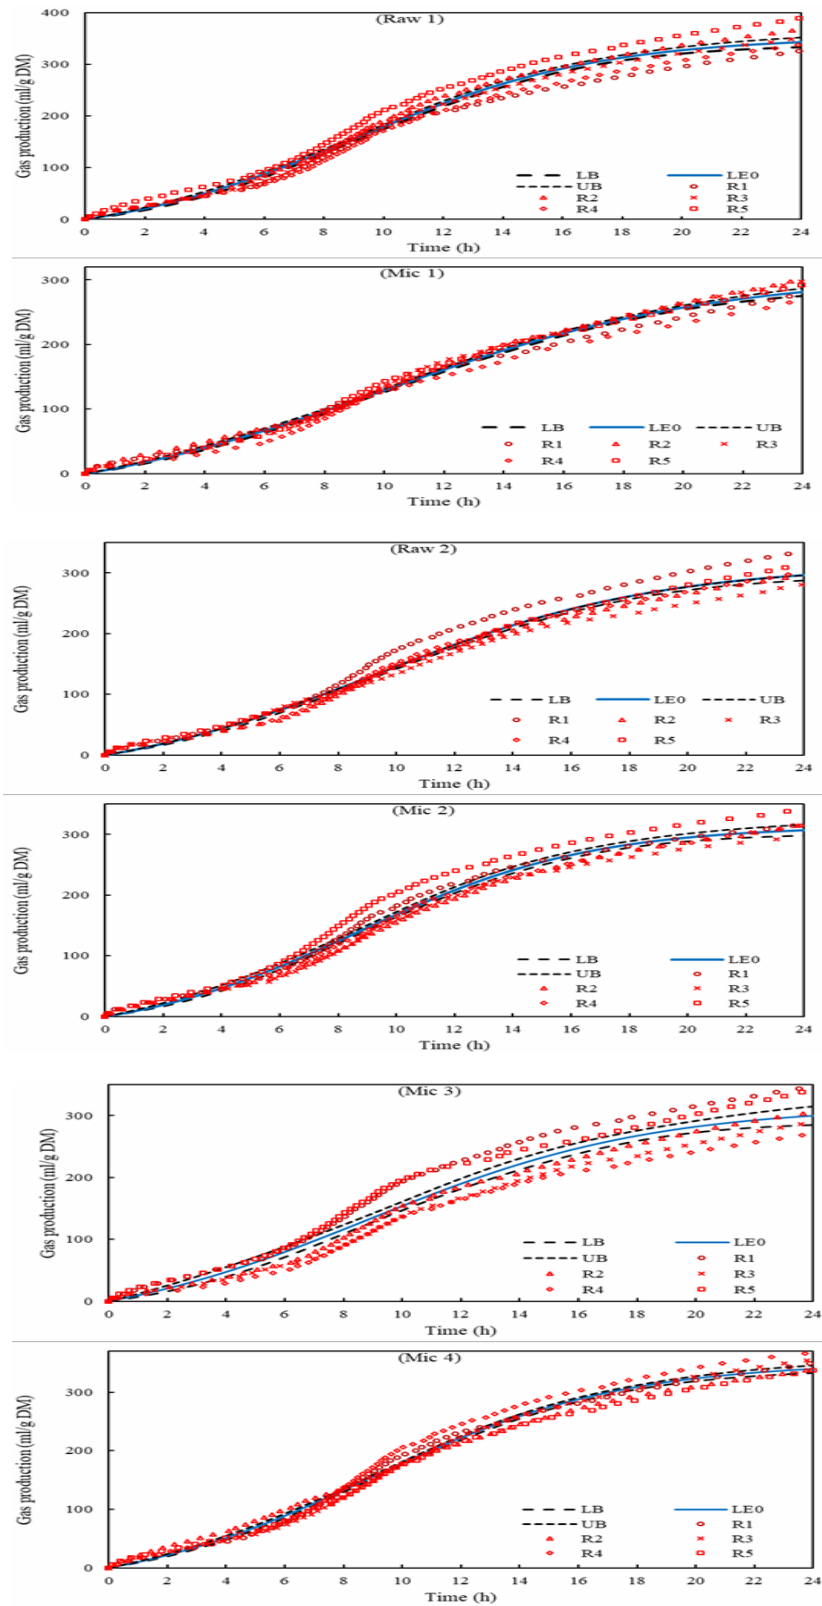 (Raw 1)
Gas production (ml/g DM)
400
300
200
100
0
LB LE0
UB R1
R2 R3
R4 R5
0 2 4 6 8 10 12 14 16 18 20 22 24
Time (h)
(Mic 1)
Gas production (ml/g DM)
300
200
100
0
LB LE0 UB
R1 R2 R3
R4 R5
0 2 4 6 8 10 12 14 16 18 20 22 24
Time (h)
(Raw 2)
Gas production (ml/g DM)
300
200
100
0
LB LE0 UB
R1 R2 R3
R4 R5
0 2 4 6 8 10 12 14 16 18 20 22 24
Time (h)
(Mic 2)
Gas production (ml/g DM)
300
200
100
0
LB LE0
UB R1
R2 R3
R4 R5
0 2 4 6 8 10 12 14 16 18 20 22 24
Time (h)
(Mic 3)
Gas production (ml/g DM)
300
200
100
0
LB LE0
UB R1
R2 R3
R4 R5
0 2 4 6 8 10 12 14 16 18 20 22 24
Time (h)
(Mic 4)
Gas production (ml/g DM)
300
200
100
0
LB LE0
UB R1
R2 R3
R4 R5
0 2 4 6 8 10 12 14 16 18 20 22 24
Time (h)